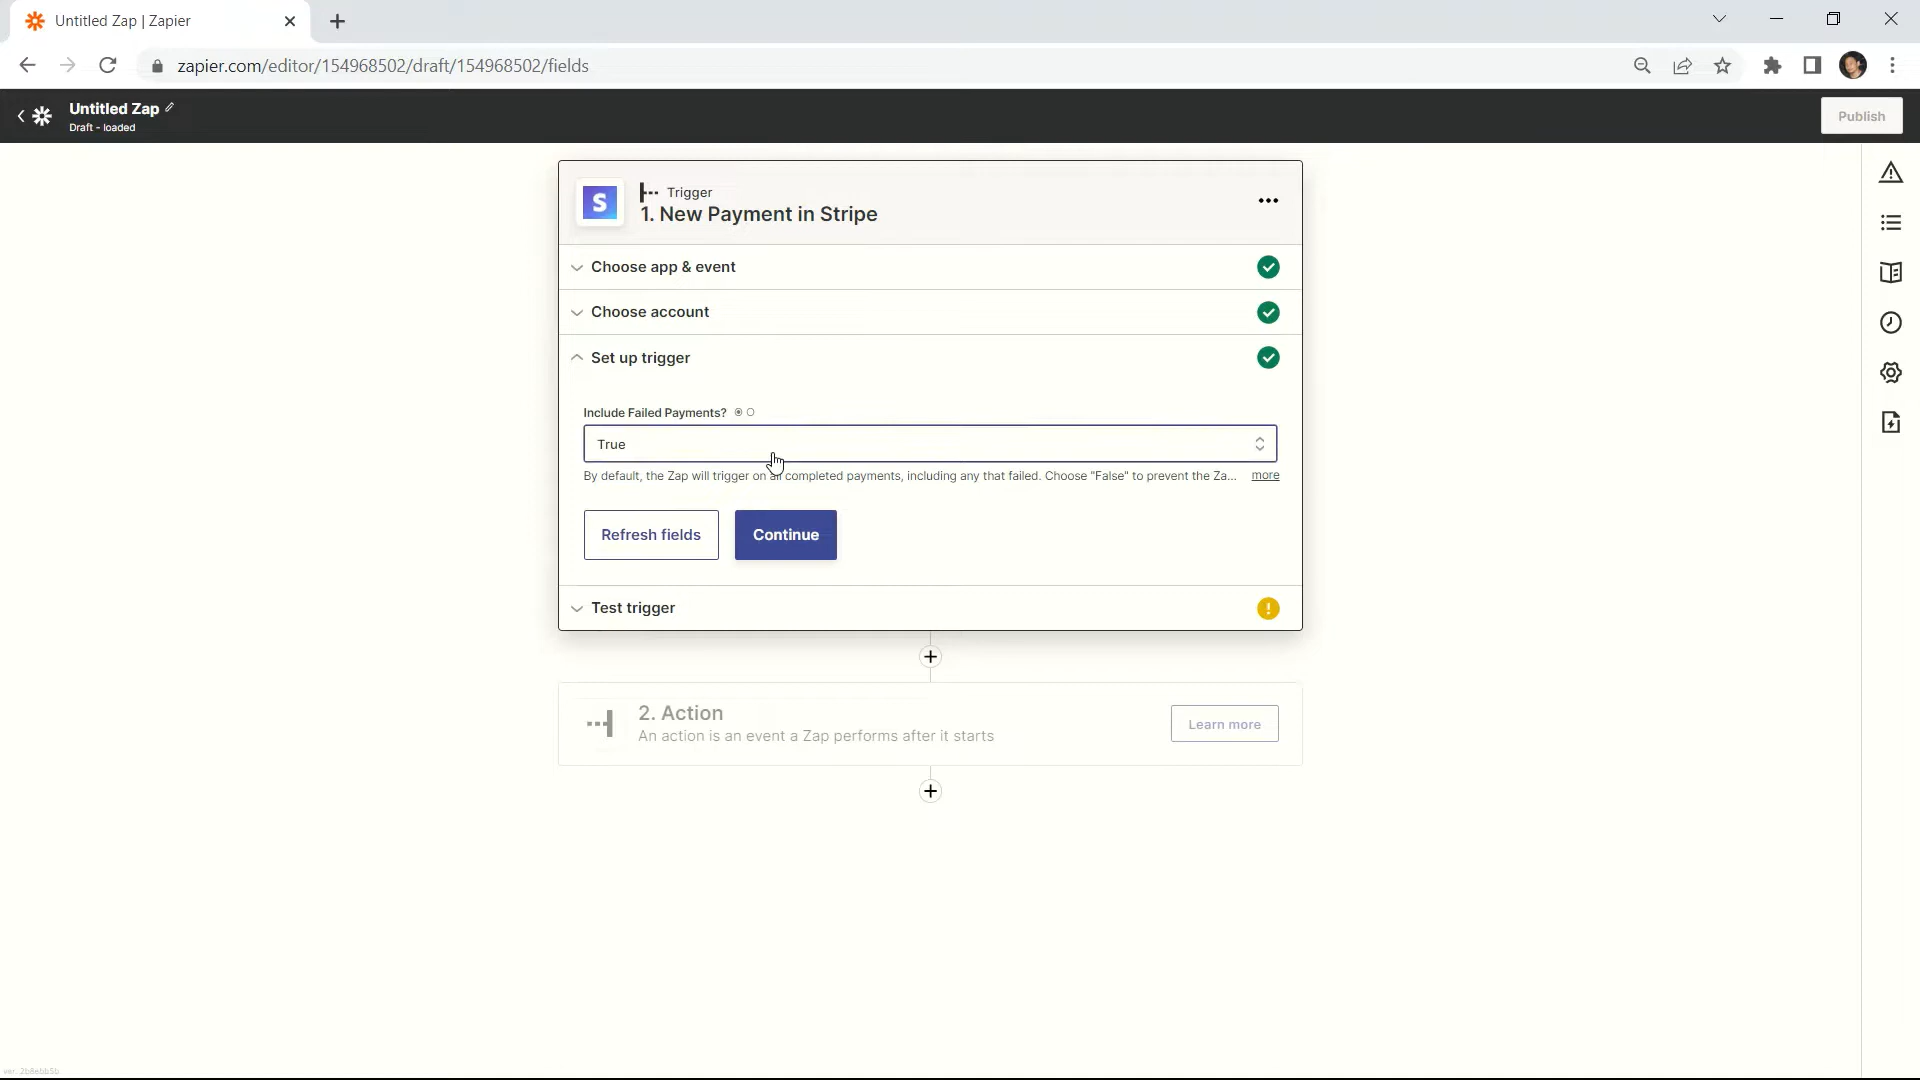 Untitled Zap | Zapier
zapier.com/editor/154968502/draft/154968502/fields
Untitled Zap
Draft - loaded
Publish
S
Trigger
1. New Payment in Stripe
Choose app & event
Choose account
Set up trigger
Include Failed Payments?
True
By default, the Zap will trigger on all completed payments, including any that failed. Choose "False" to prevent the Za... more
Refresh fields
Continue
Test trigger
2. Action
An action is an event a Zap performs after it starts
Learn more